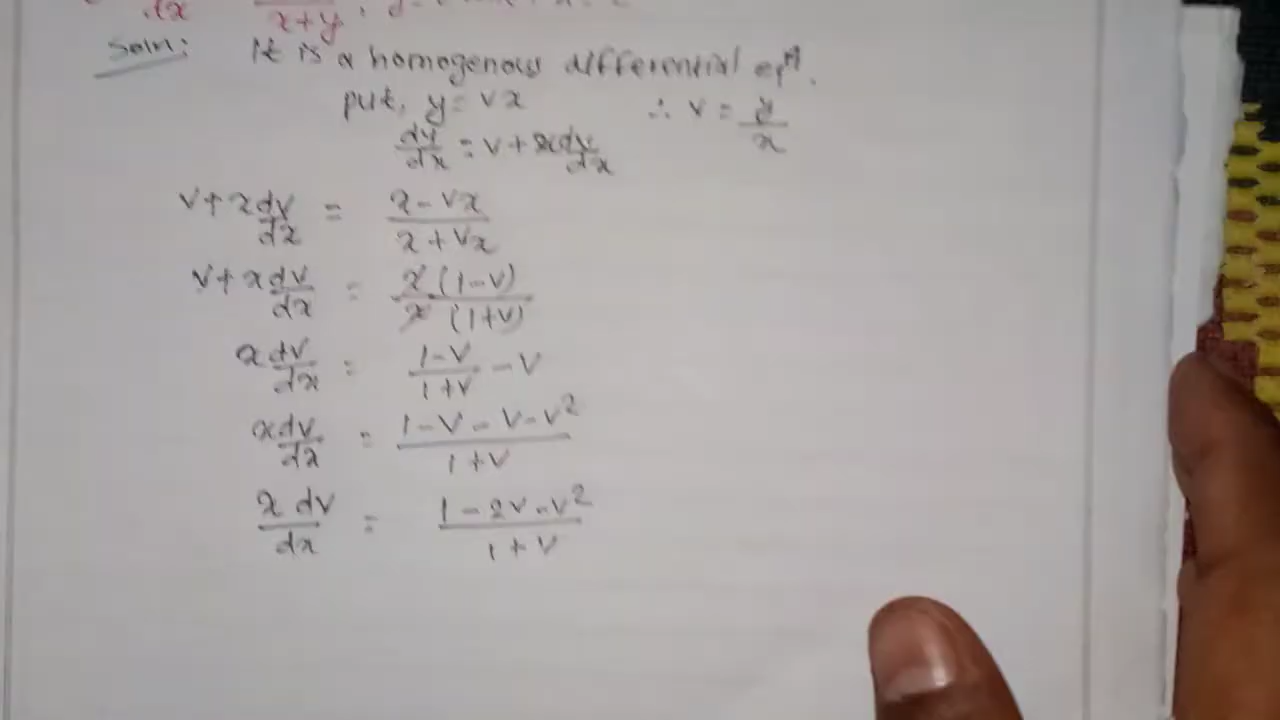 dx x+y
Soln: It is a homogenous differential eqn.
put, y = vx ∴ v = y/x
dy/dx = v + x dv/dx
v + x dv/dx = x - vx / x + vx
v + x dv/dx = x (1-v) / x (1+v)
x dv/dx = 1-v / 1+v - v
x dv/dx = 1 - v - v - v² / 1+v
x dv / dx = 1 - 2v - v² / 1 + v